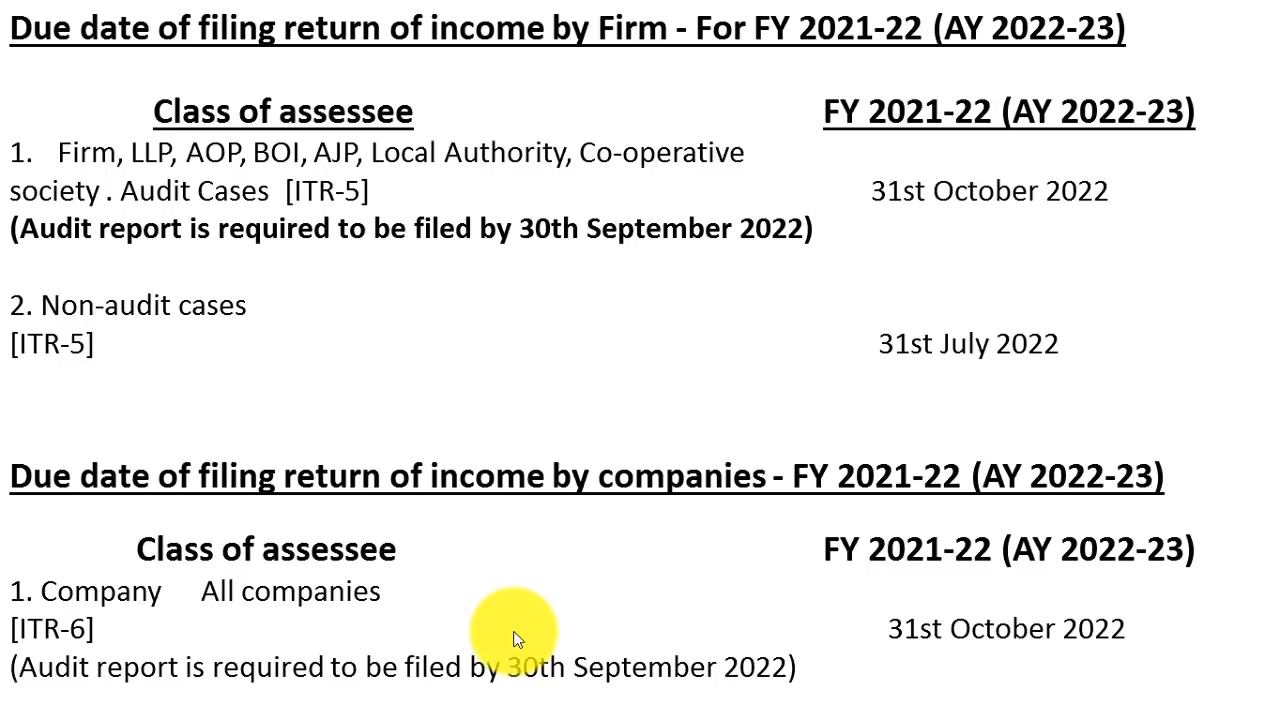 Due date of filing return of income by Firm - For FY 2021-22 (AY 2022-23)
Class of assessee FY 2021-22 (AY 2022-23)
1. Firm, LLP, AOP, BOI, AJP, Local Authority, Co-operative
society . Audit Cases [ITR-5] 31st October 2022
(Audit report is required to be filed by 30th September 2022)
2. Non-audit cases
[ITR-5] 31st July 2022
Due date of filing return of income by companies - FY 2021-22 (AY 2022-23)
Class of assessee FY 2021-22 (AY 2022-23)
1. Company All companies
[ITR-6] 31st October 2022
(Audit report is required to be filed by 30th September 2022)